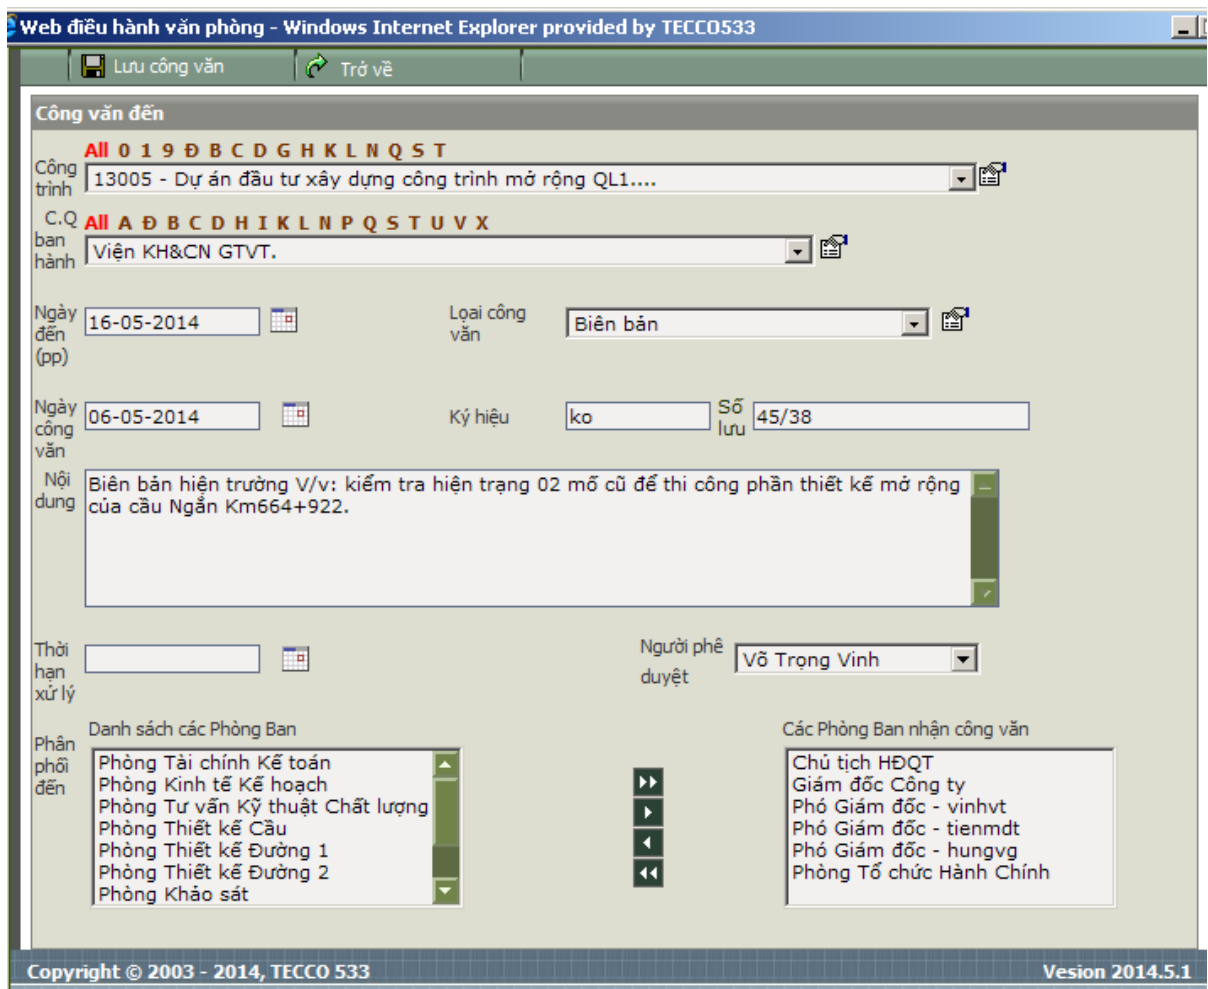 Web điều hành văn phòng - Windows Internet Explorer provided by TECCO533
Lưu công văn Trở về
Công văn đến
All 0 1 9 Đ B C D G H K L N Q S T
Công trình 13005 - Dự án đầu tư xây dựng công trình mở rộng QL1....
All A Đ B C D H I K L N P Q S T U V X
C.Q ban hành Viện KH&CN GTVT.
Ngày đến (pp) 16-05-2014 Lọai công văn Biên bản
Ngày công văn 06-05-2014 Ký hiệu ko Số lưu 45/38
Nội dung Biên bản hiện trường V/v: kiểm tra hiện trạng 02 mố cũ để thi công phần thiết kế mở rộng
của cầu Ngắn Km664+922.
Thời hạn xử lý Người phê duyệt Võ Trọng Vinh
Phân phối đến
Danh sách các Phòng Ban
Phòng Tài chính Kế toán
Phòng Kinh tế Kế hoạch
Phòng Tư vấn Kỹ thuật Chất lượng
Phòng Thiết kế Cầu
Phòng Thiết kế Đường 1
Phòng Thiết kế Đường 2
Phòng Khảo sát
Các Phòng Ban nhận công văn
Chủ tịch HĐQT
Giám đốc Công ty
Phó Giám đốc - vinhvt
Phó Giám đốc - tienmdt
Phó Giám đốc - hungvg
Phòng Tổ chức Hành Chính
Copyright © 2003 - 2014, TECCO 533 Vesion 2014.5.1